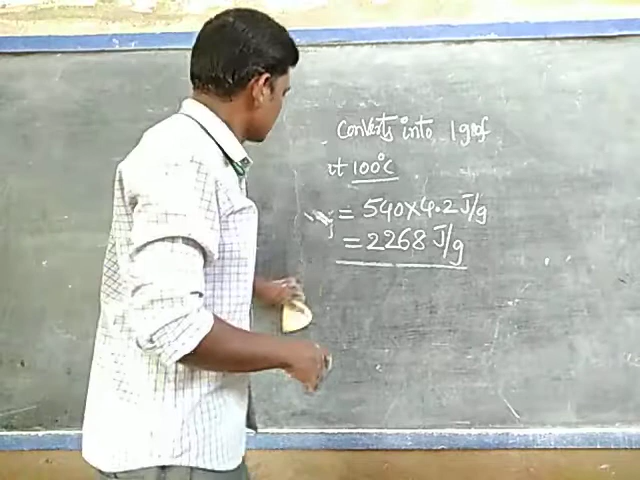 Converts into 1g of
at 100°C
= 540×4.2 J/g
= 2268 J/g